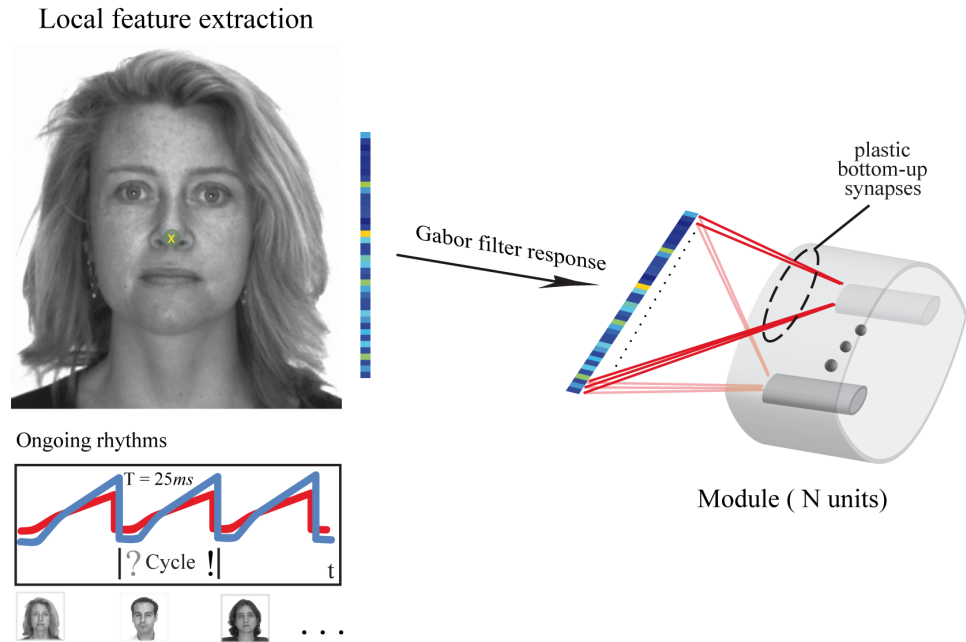 Local feature extraction
x
plastic
bottom-up
synapses
Gabor filter response
Module ( N units)
Ongoing rhythms
T = 25ms
? Cycle !
t
. . .